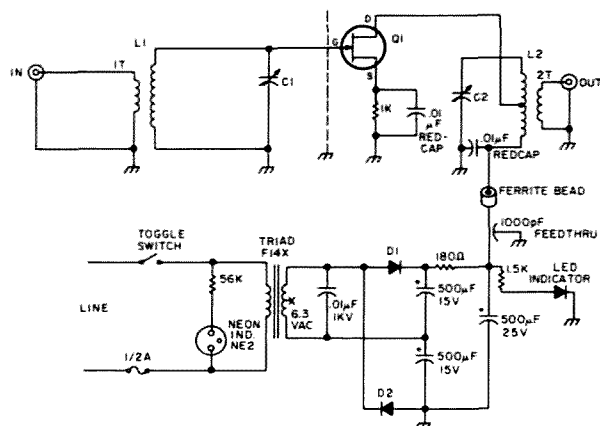 IN
1T
L1
C1
G
D
Q1
S
1K
.01
µF
RED-
CAP
C2
L2
2T
OUT
.01µF
REDCAP
FERRITE BEAD
1000pF
FEEDTHRU
TOGGLE
SWITCH
LINE
1/2A
56K
NEON
IND.
NE2
TRIAD
F14X
6.3
VAC
.01µF
1KV
D1
180Ω
+
500µF
15V
+
500µF
15V
D2
1.5K
LED
INDICATOR
+
500µF
25V